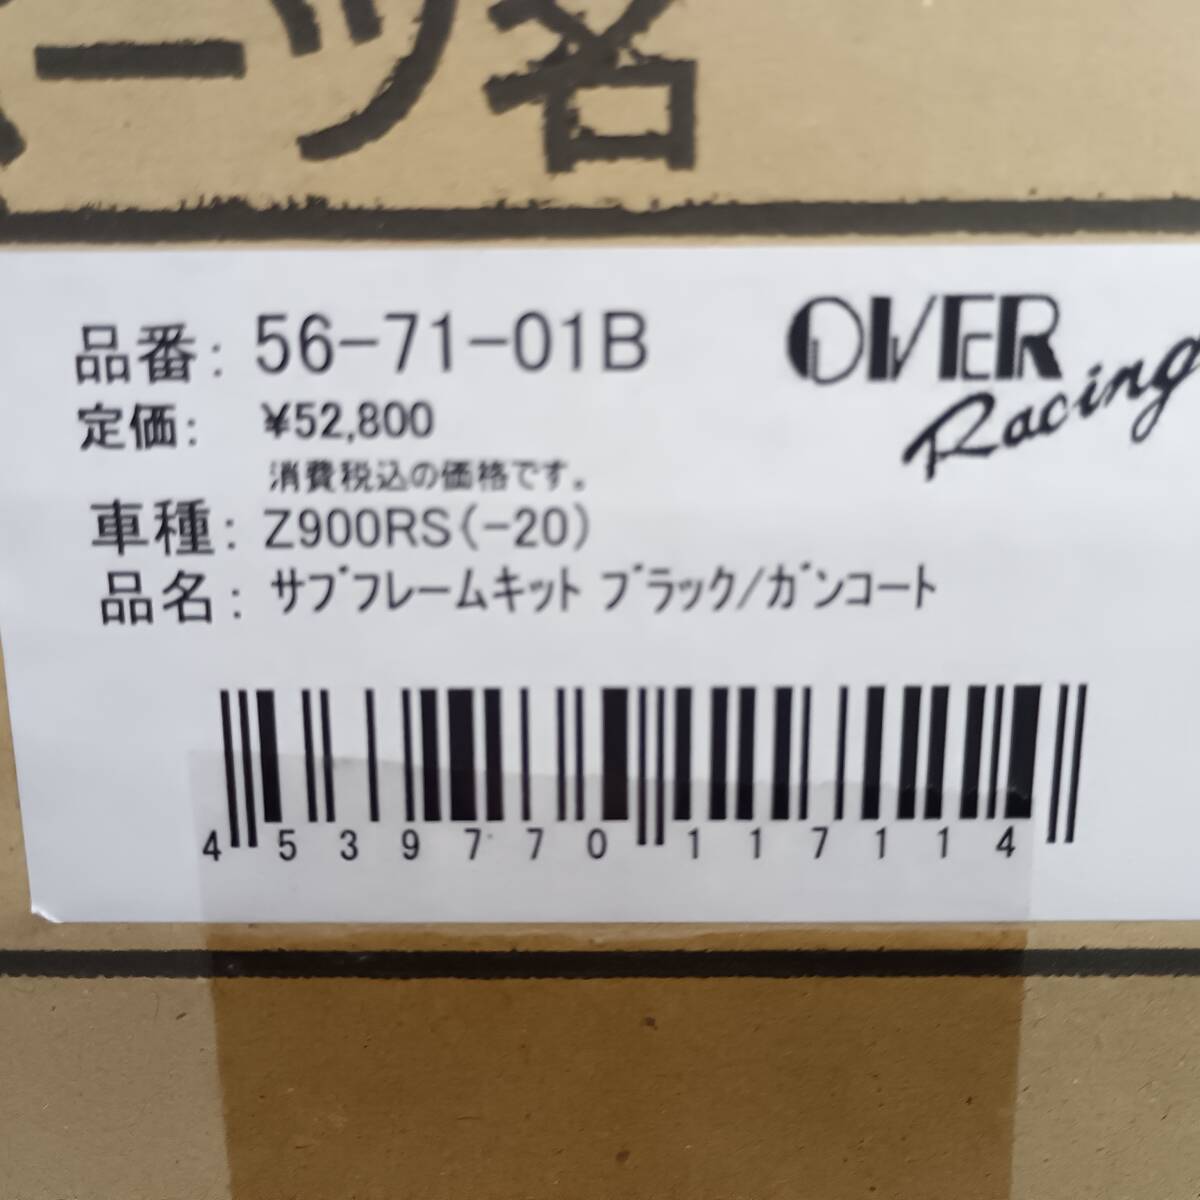 ーツ名
品番: 56-71-01B
OVER Racing
定価: ¥52,800
消費税込の価格です。
車種: Z900RS(-20)
品名: ｻﾌﾞﾌﾚｰﾑｷｯﾄ ﾌﾞﾗｯｸ/ｶﾞﾝｺｰﾄ
4 539770 117114